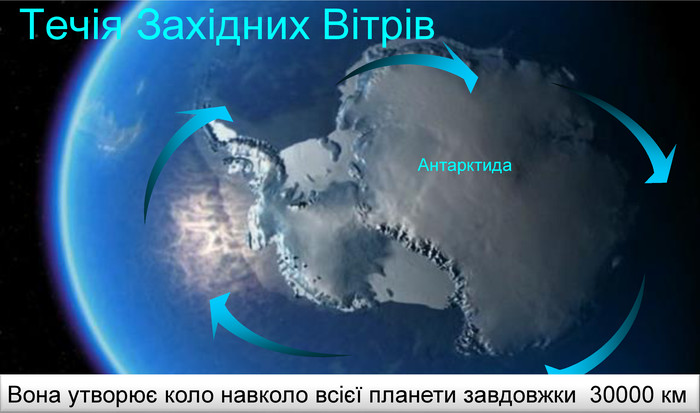 Течія Західних Вітрів
Антарктида
Вона утворює коло навколо всієї планети завдовжки 30000 км